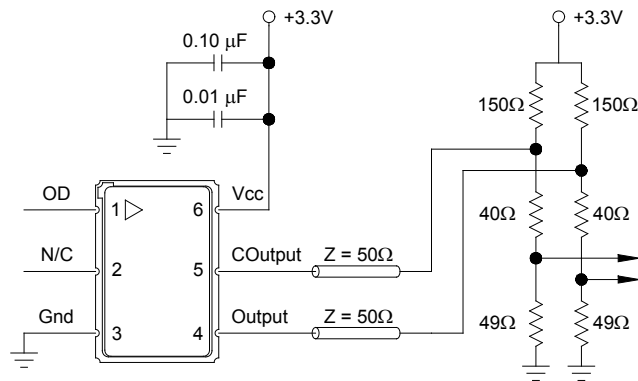 +3.3V
+3.3V
0.10 μF
0.01 μF
150Ω
150Ω
OD
1
6
Vcc
40Ω
40Ω
N/C
2
5
COutput
Z = 50Ω
Gnd
3
4
Output
Z = 50Ω
49Ω
49Ω